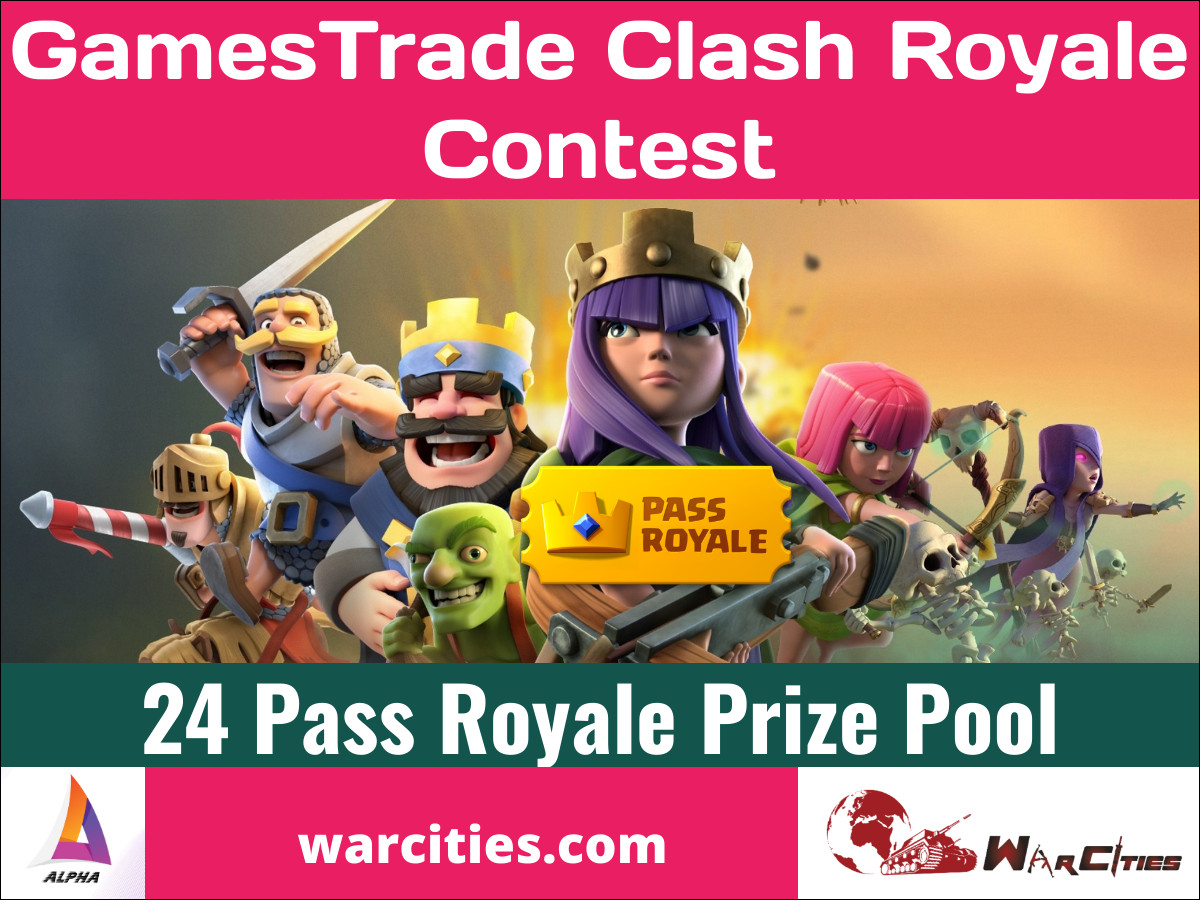 GamesTrade Clash Royale
Contest
PASS
ROYALE
24 Pass Royale Prize Pool
ALPHA
warcities.com
WARCITIES